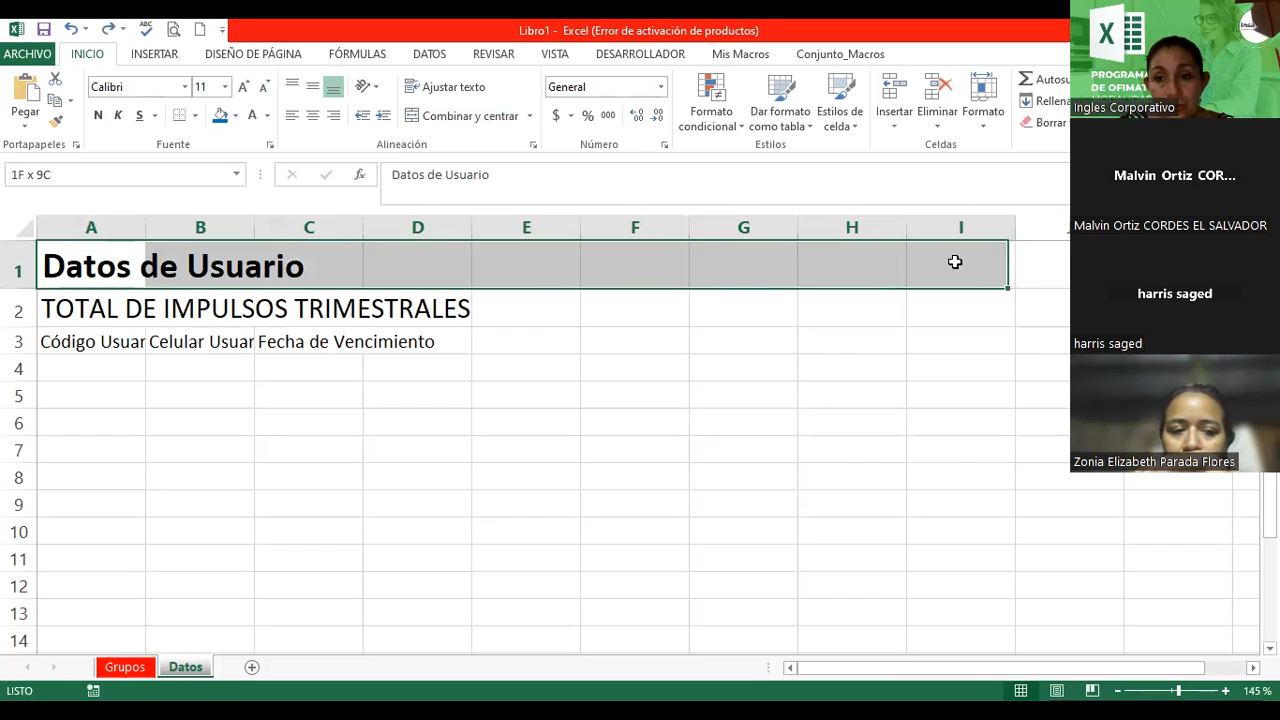 Libro1 - Excel (Error de activación de productos)
ARCHIVO INICIO INSERTAR DISEÑO DE PÁGINA FÓRMULAS DATOS REVISAR VISTA DESARROLLADOR Mis Macros Conjunto_Macros
Calibri 11 Ajustar texto General
Pegar N K S Combinar y centrar $ % 000
Formato condicional Dar formato como tabla Estilos de celda Insertar Eliminar Formato
Autosu
Rellena
Borrar
Portapapeles Fuente Alineación Número Estilos Celdas
1F x 9C fx Datos de Usuario
A B C D E F G H I
1 Datos de Usuario
2 TOTAL DE IMPULSOS TRIMESTRALES
3 Código Usuar Celular Usuar Fecha de Vencimiento
4
5
6
7
8
9
10
11
12
13
14
Grupos Datos
LISTO 145 %
PROGRAMA
DE OFIMAT
Ingles Corporativo
Malvin Ortiz COR...
Malvin Ortiz CORDES EL SALVADOR
harris saged
harris saged
Zonia Elizabeth Parada Flores